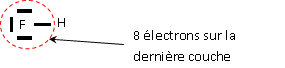 F H
8 électrons sur la
dernière couche